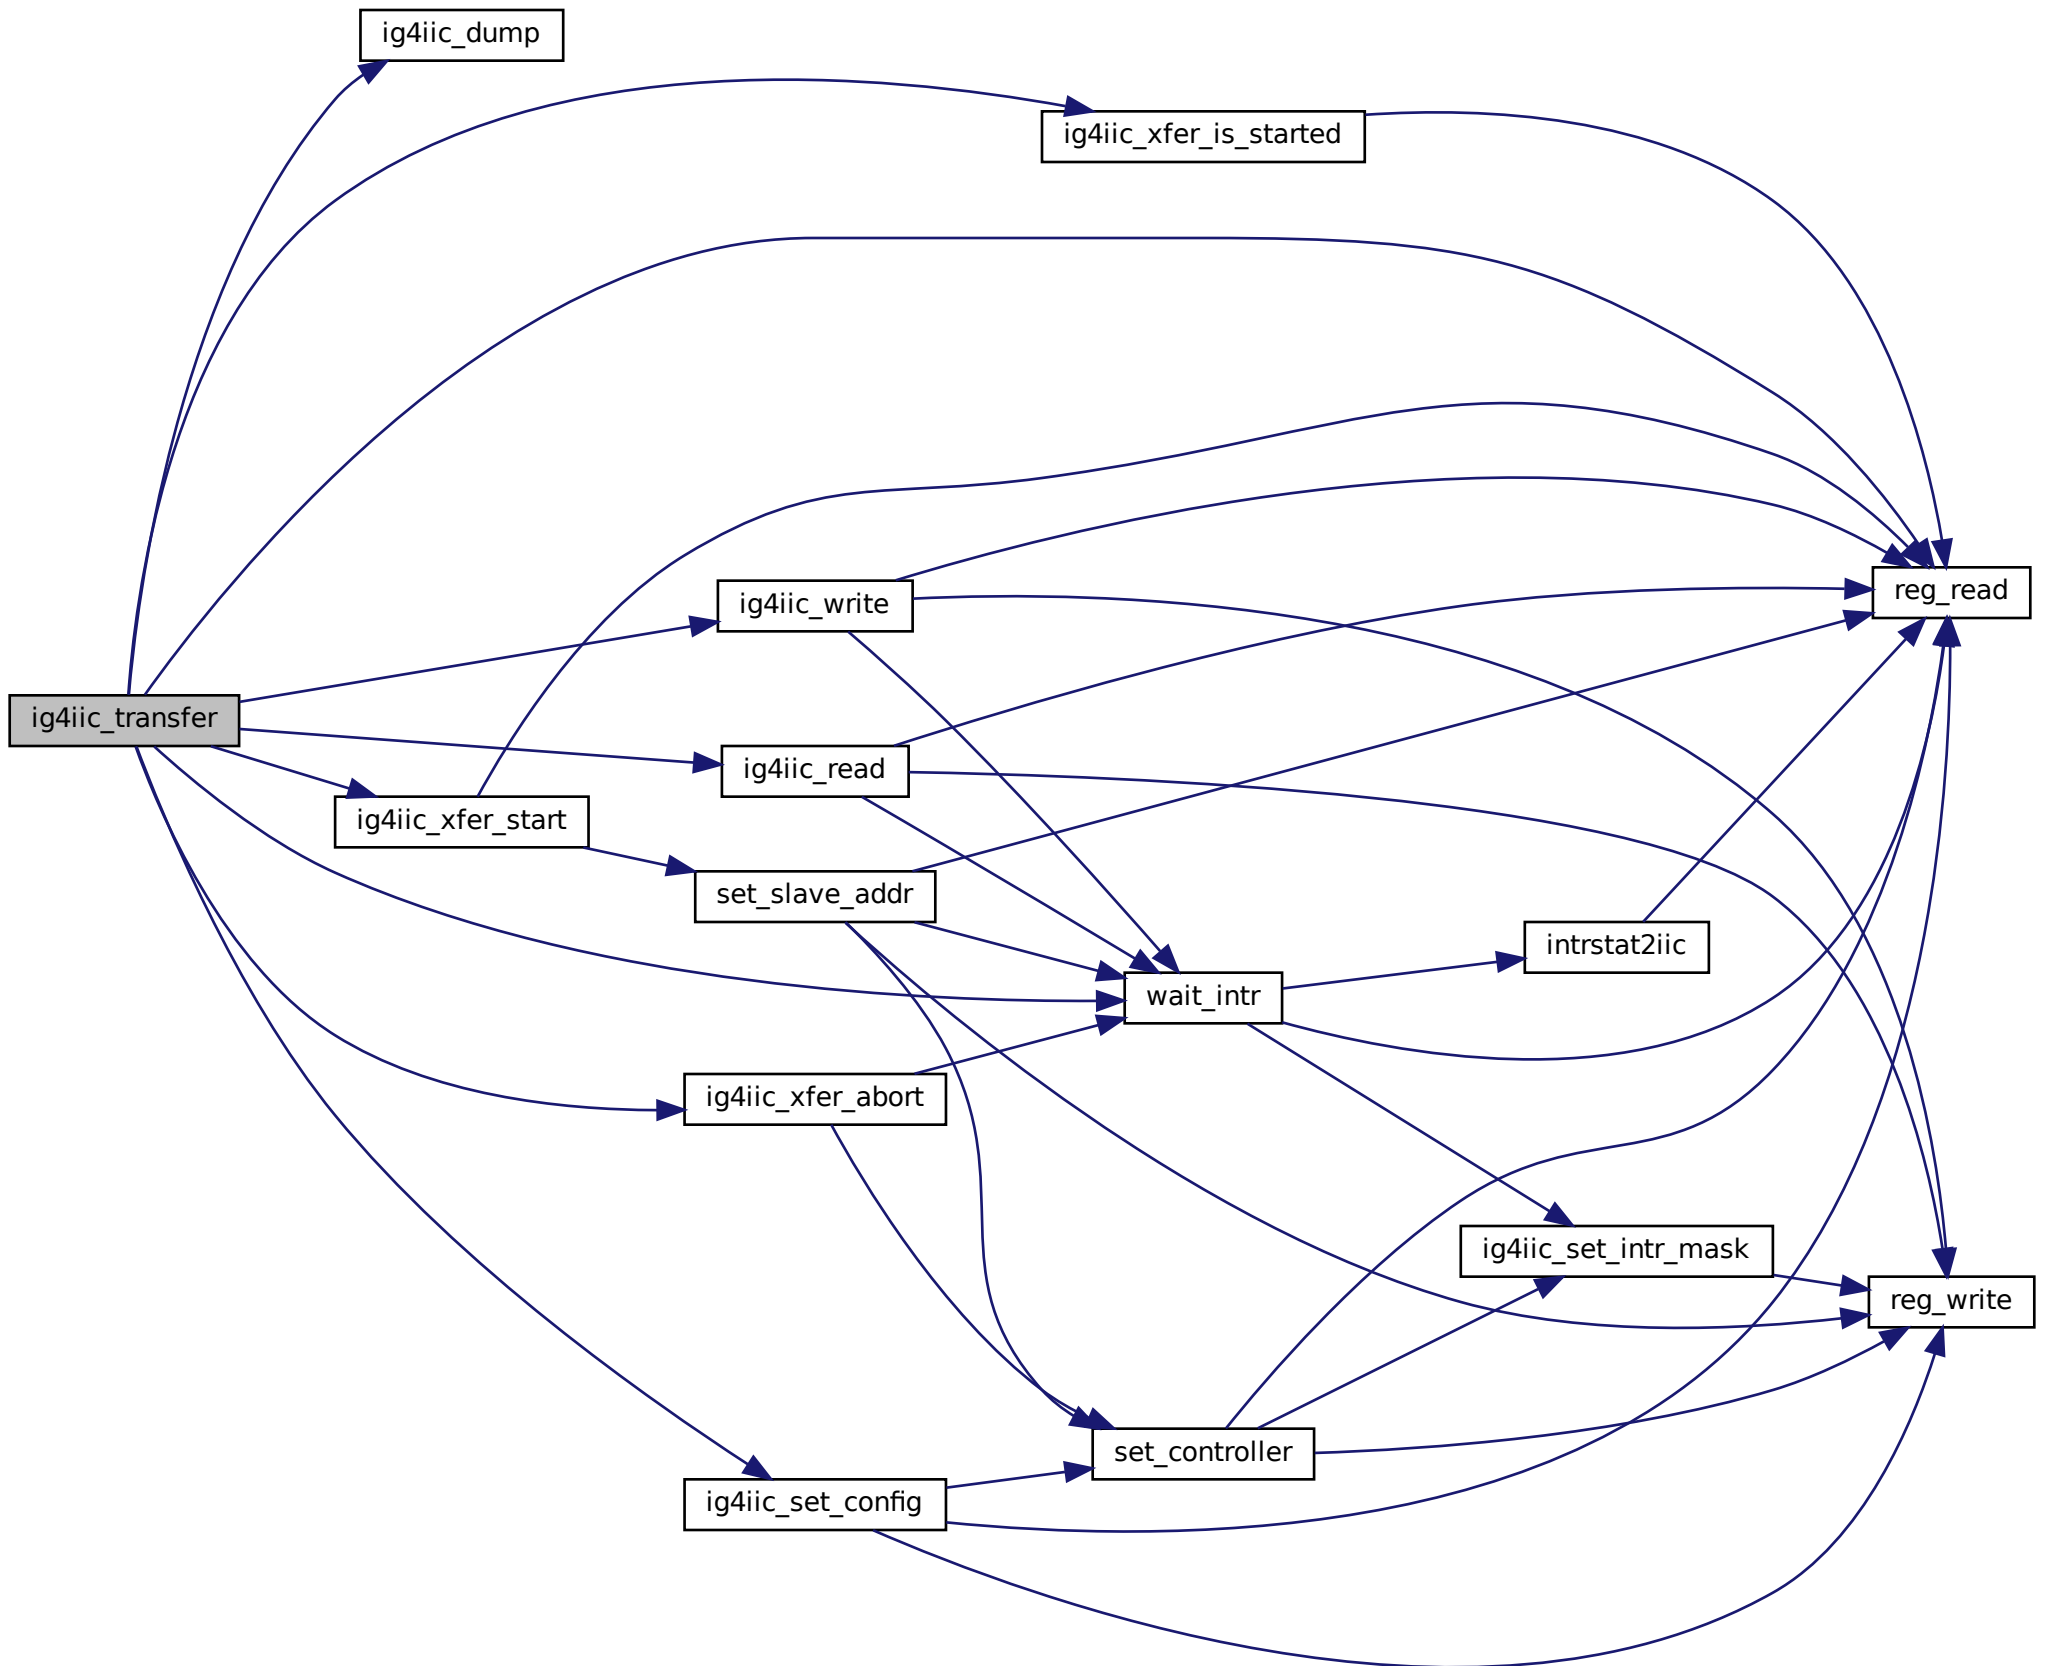 ig4iic_dump
ig4iic_xfer_is_started
ig4iic_write
reg_read
ig4iic_transfer
ig4iic_read
ig4iic_xfer_start
set_slave_addr
intrstat2iic
wait_intr
ig4iic_xfer_abort
ig4iic_set_intr_mask
reg_write
set_controller
ig4iic_set_config